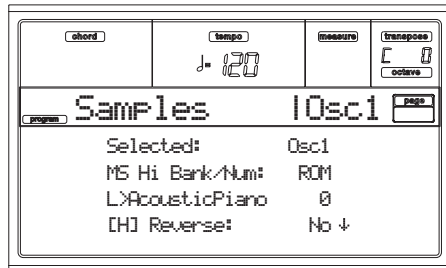 chord tempo measure transpose
♩= 120 C 0
octave
program Samples |Osc1 page
Selected: Osc1
MS Hi Bank/Num: ROM
L>AcousticPiano 0
[H] Reverse: No ↓